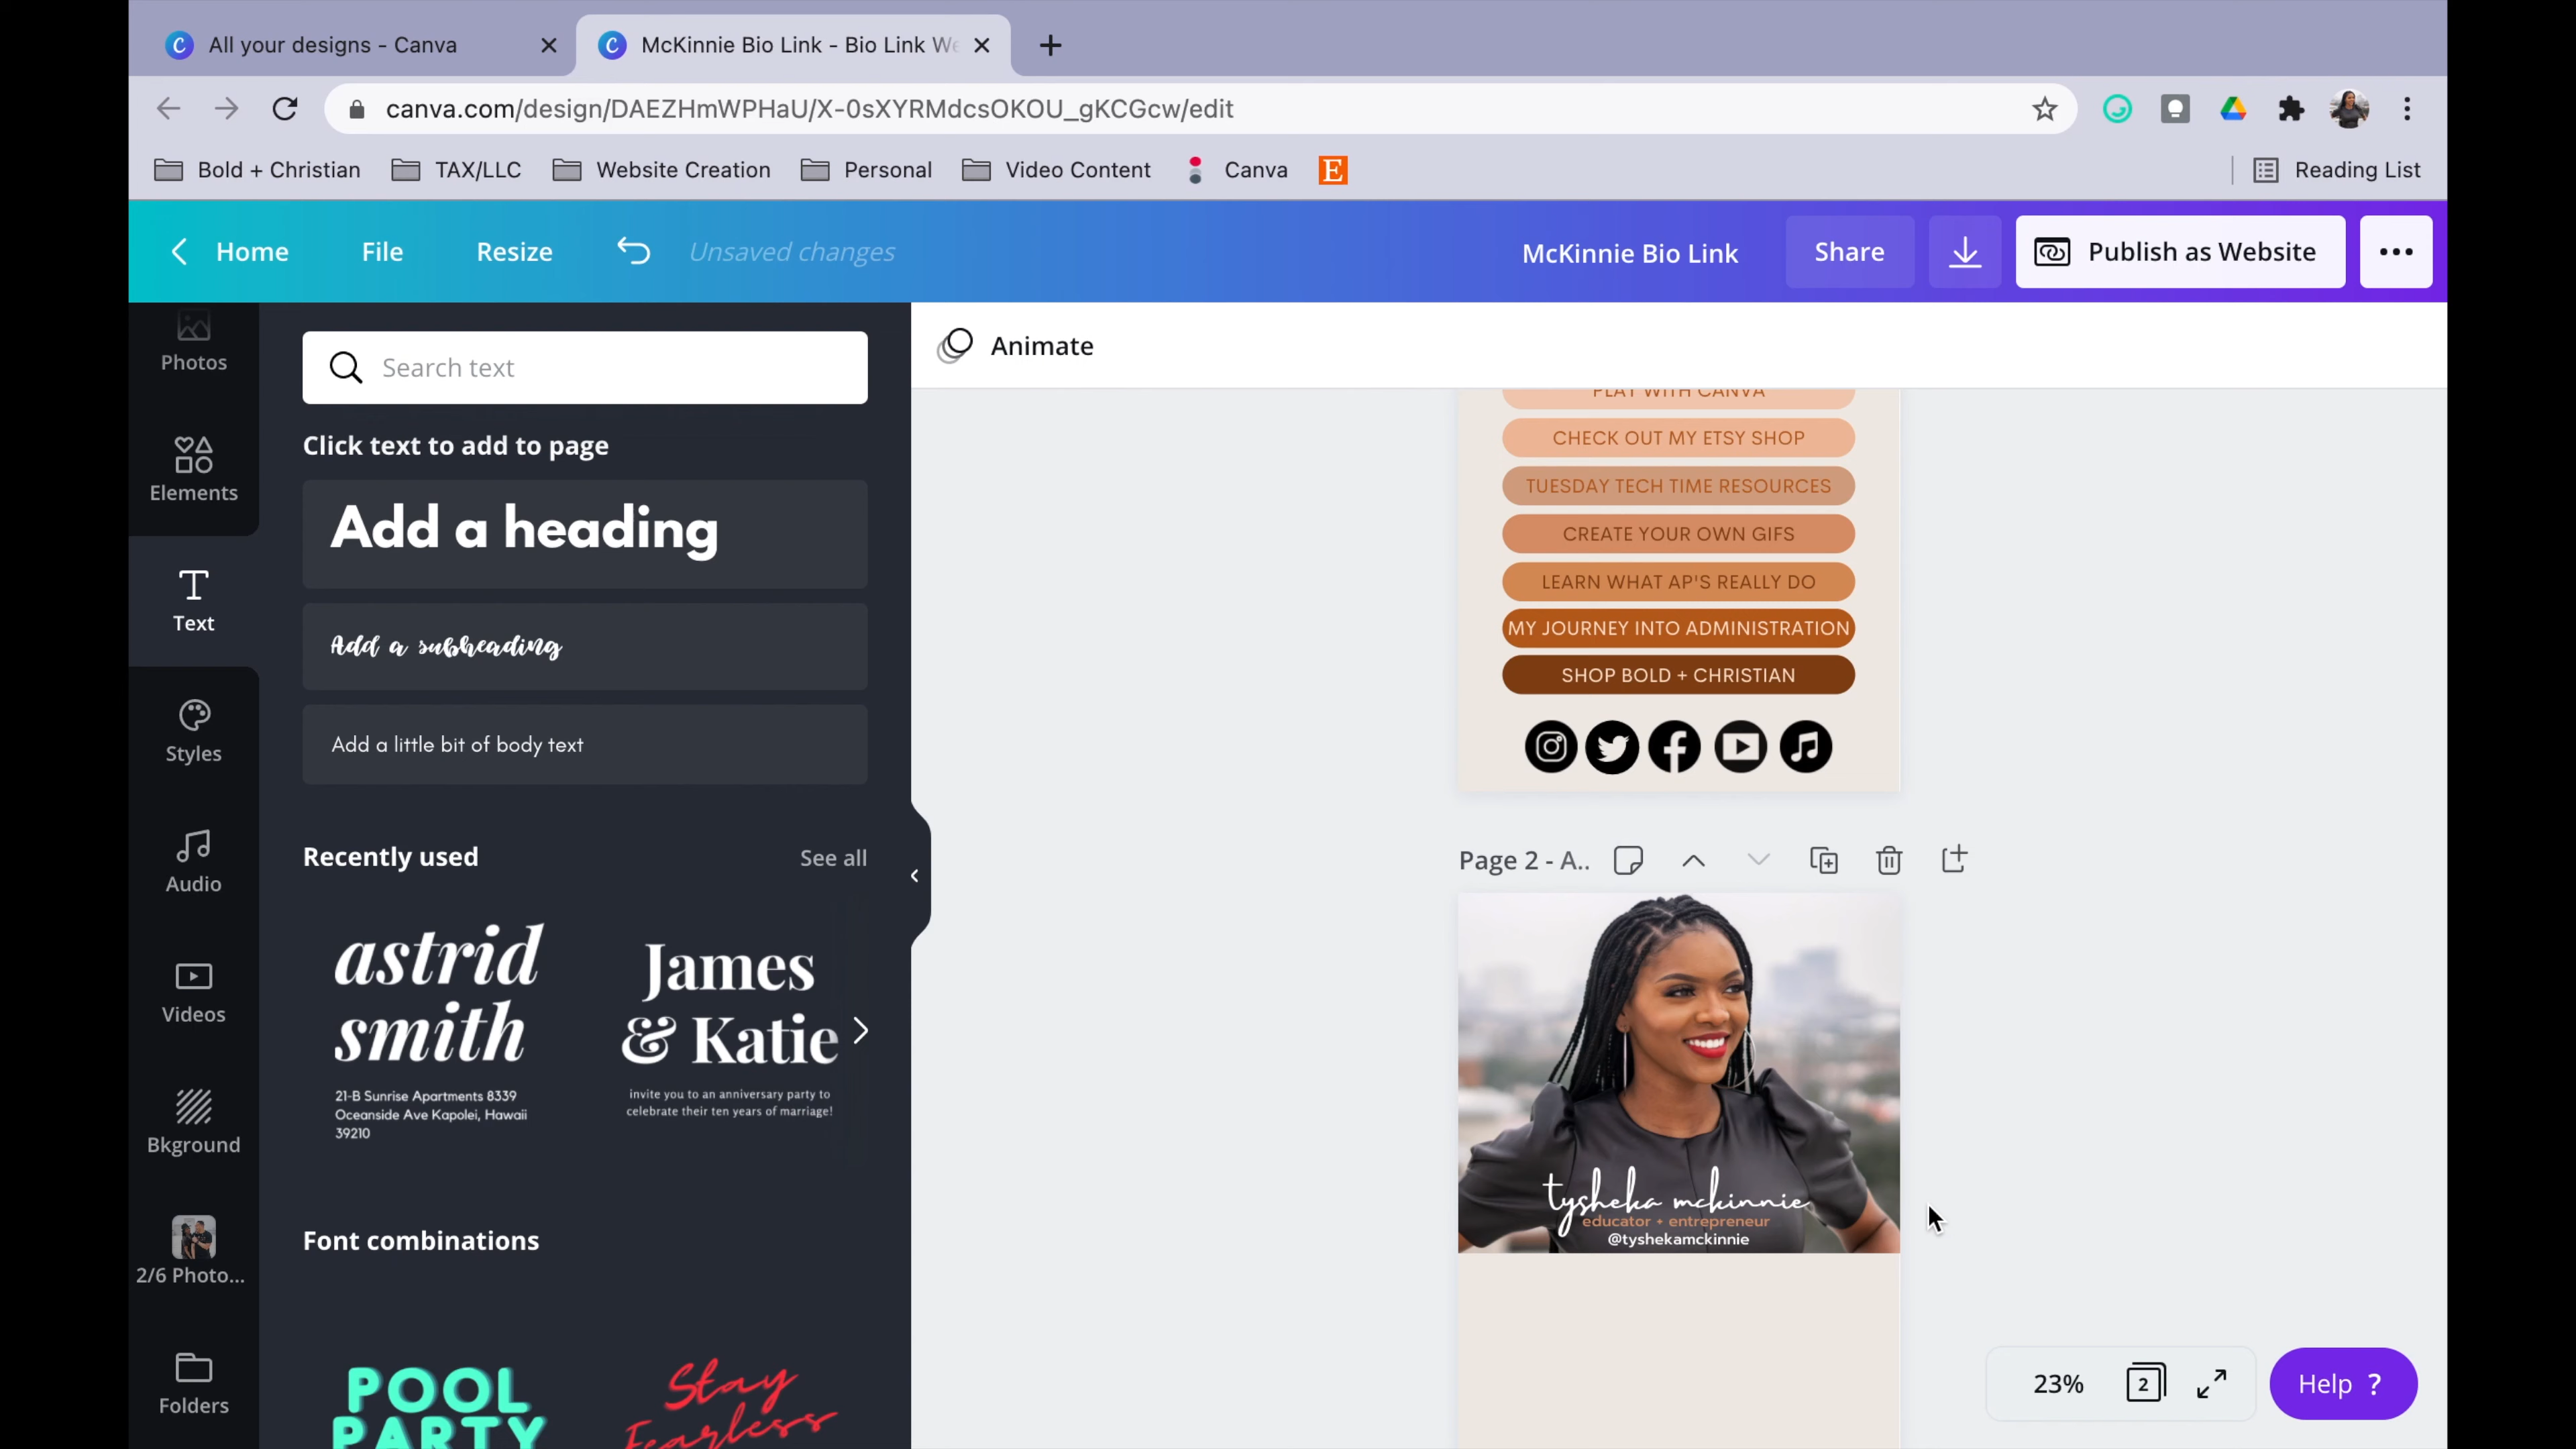 All your designs - Canva
McKinnie Bio Link - Bio Link We
canva.com/design/DAEZHmWPHaU/X-0sXYRMdcsOKOU_gKCGcw/edit
Bold + Christian
TAX/LLC
Website Creation
Personal
Video Content
Canva
E
Reading List
Home
File
Resize
Unsaved changes
McKinnie Bio Link
Share
Publish as Website
Photos
Elements
Text
Styles
Audio
Videos
Bkground
2/6 Photo...
Folders
Search text
Click text to add to page
Add a heading
Add a subheading
Add a little bit of body text
Recently used
See all
astrid
smith
21-B Sunrise Apartments 8339
Oceanside Ave Kapolei, Hawaii
39210
James
& Katie
invite you to an anniversary party to
celebrate their ten years of marriage!
Font combinations
POOL
PARTY
Stay
Fearless
Animate
PLAY WITH CANVA
CHECK OUT MY ETSY SHOP
TUESDAY TECH TIME RESOURCES
CREATE YOUR OWN GIFS
LEARN WHAT AP'S REALLY DO
MY JOURNEY INTO ADMINISTRATION
SHOP BOLD + CHRISTIAN
Page 2 - A..
tysheka mckinnie
educator + entrepreneur
@tyshekamckinnie
23%
2
Help ?